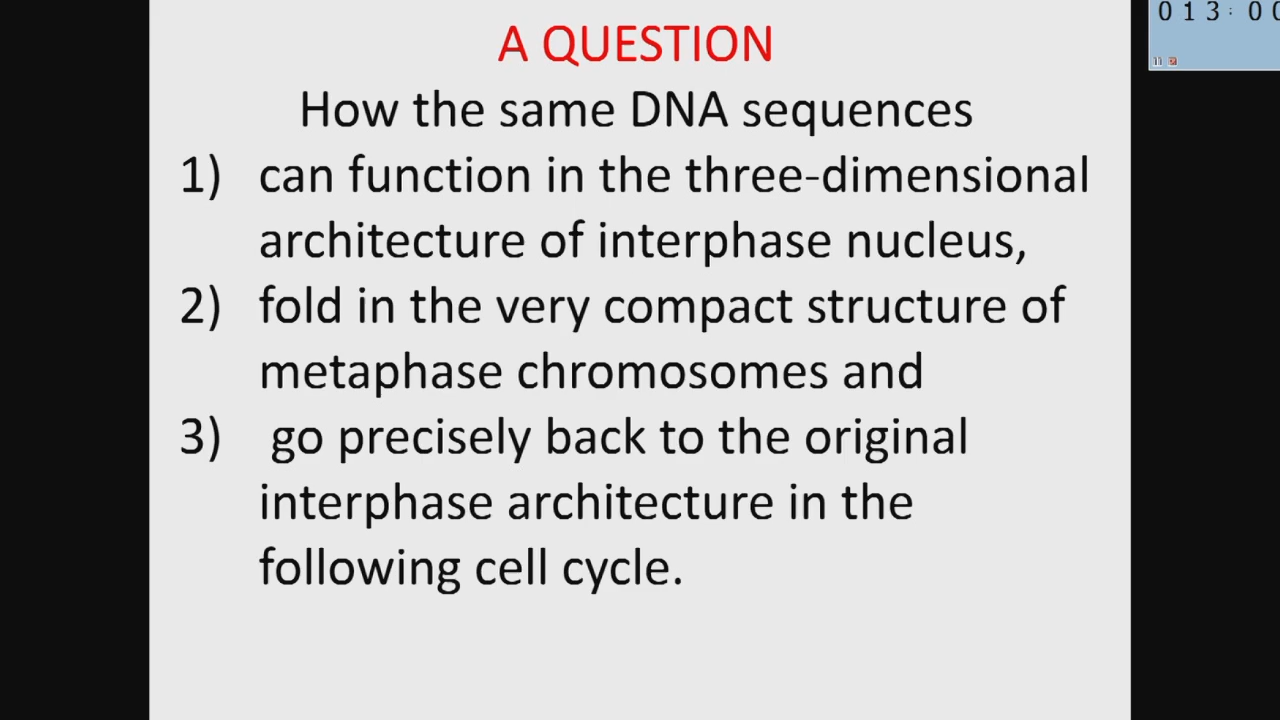 A QUESTION
How the same DNA sequences
1) can function in the three-dimensional
architecture of interphase nucleus,
2) fold in the very compact structure of
metaphase chromosomes and
3) go precisely back to the original
interphase architecture in the
following cell cycle.
013:00